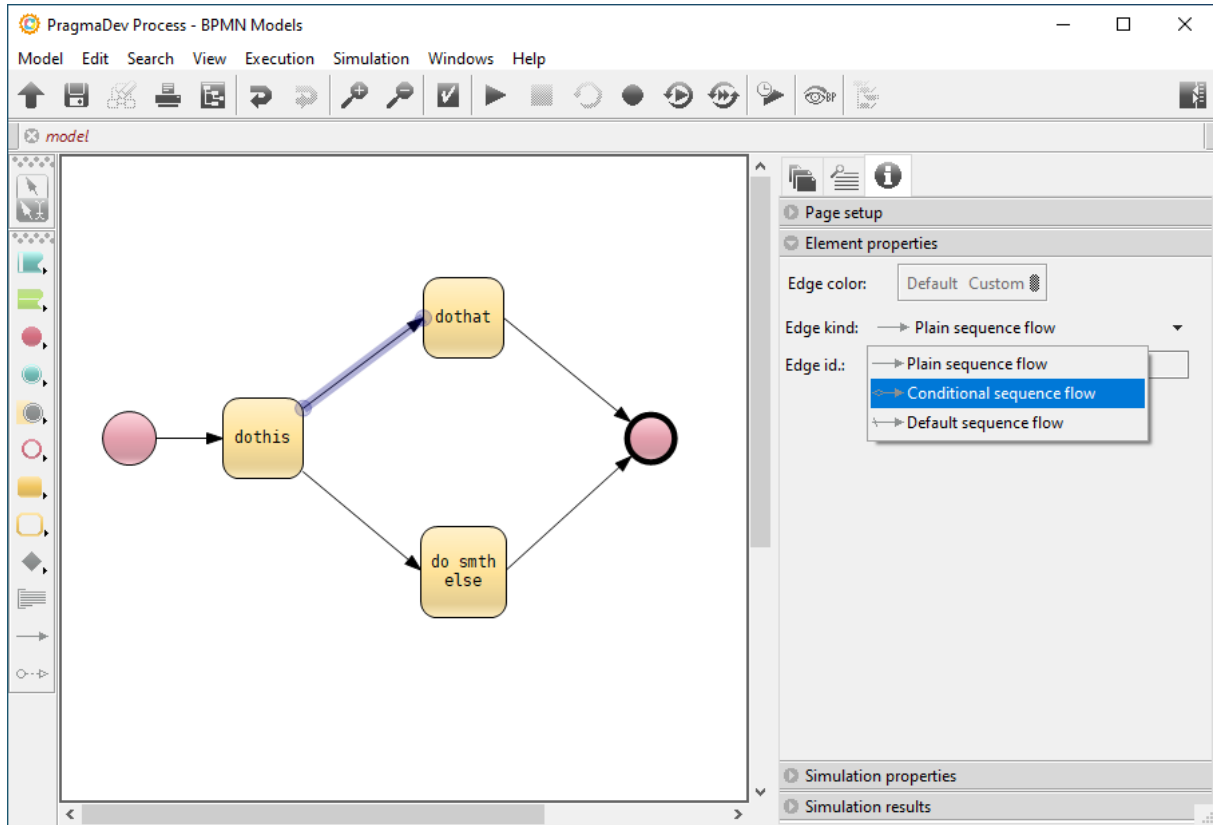 PragmaDev Process - BPMN Models
Model Edit Search View Execution Simulation Windows Help
BP
model
Page setup
Element properties
Edge color: Default Custom
Edge kind: Plain sequence flow
Edge id.:
Plain sequence flow
Conditional sequence flow
Default sequence flow
dothat
dothis
do smth
else
Simulation properties
Simulation results